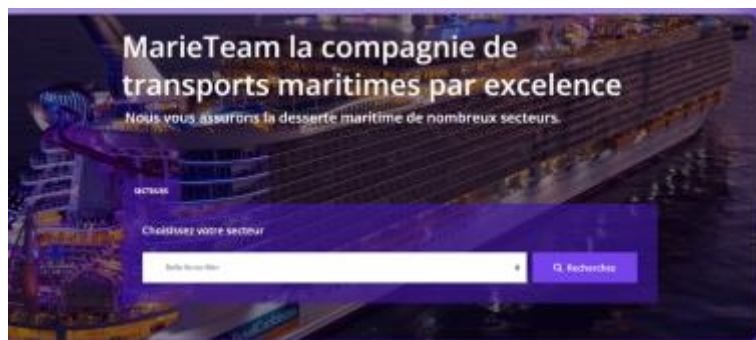 MarieTeam la compagnie de
transports maritimes par excelence
Nous vous assurons la desserte maritime de nombreux secteurs.
SECTEURS
Choisissez votre secteur
Rechercher